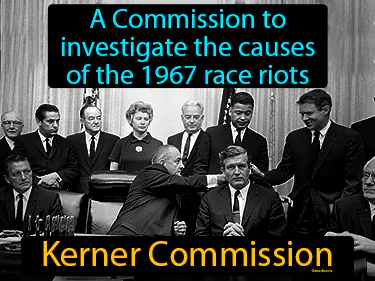 A Commission to
investigate the causes
of the 1967 race riots
Kerner Commission